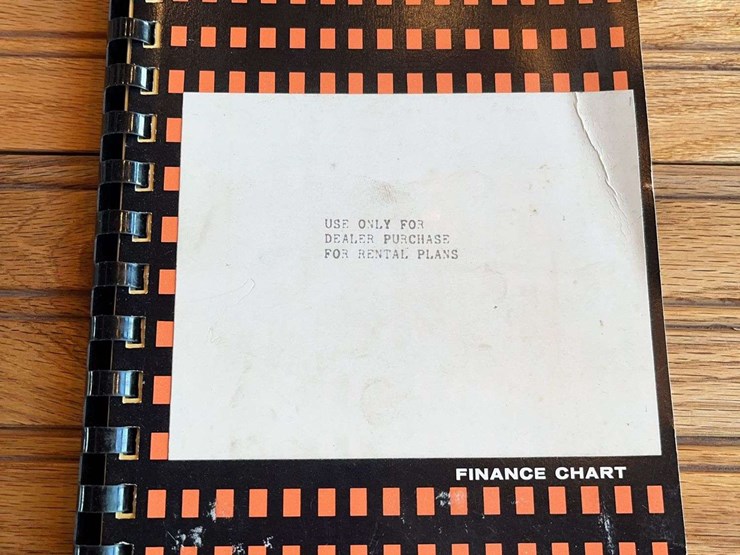 USE ONLY FOR
DEALER PURCHASE
FOR RENTAL PLANS
FINANCE CHART